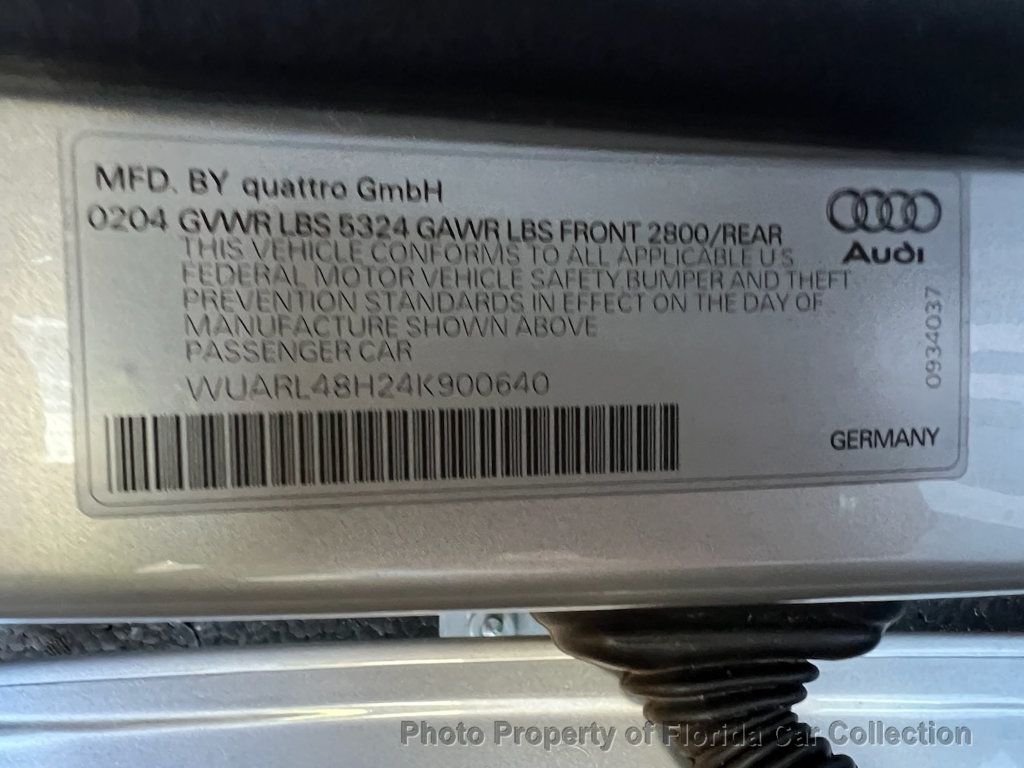 MFD. BY quattro GmbH
0204 GVWR LBS 5324 GAWR LBS FRONT 2800/REAR
THIS VEHICLE CONFORMS TO ALL APPLICABLE U.S.
FEDERAL MOTOR VEHICLE SAFETY, BUMPER AND THEFT
PREVENTION STANDARDS IN EFFECT ON THE DAY OF
MANUFACTURE SHOWN ABOVE
PASSENGER CAR
WUARL48H24K900640
Audi
0934037
GERMANY
Photo Property of Florida Car Collection